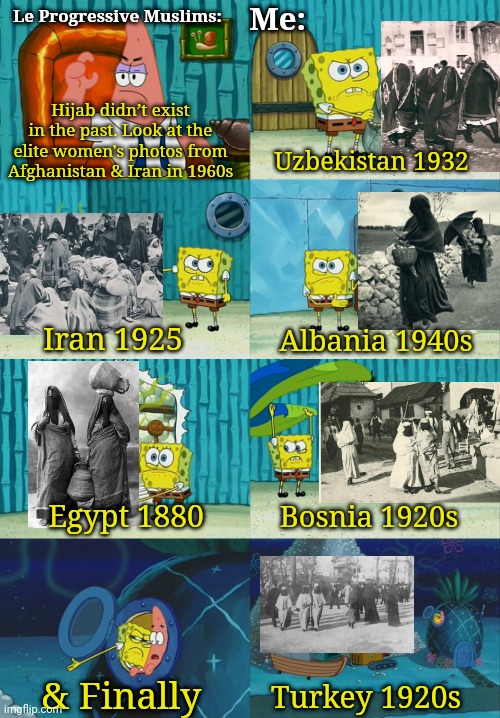 Le Progressive Muslims:
Me:
Hijab didn't exist
in the past. Look at the
elite women's photos from
Afghanistan & Iran in 1960s
Uzbekistan 1932
Iran 1925
Albania 1940s
Egypt 1880
Bosnia 1920s
& Finally
Turkey 1920s
imgflip.com